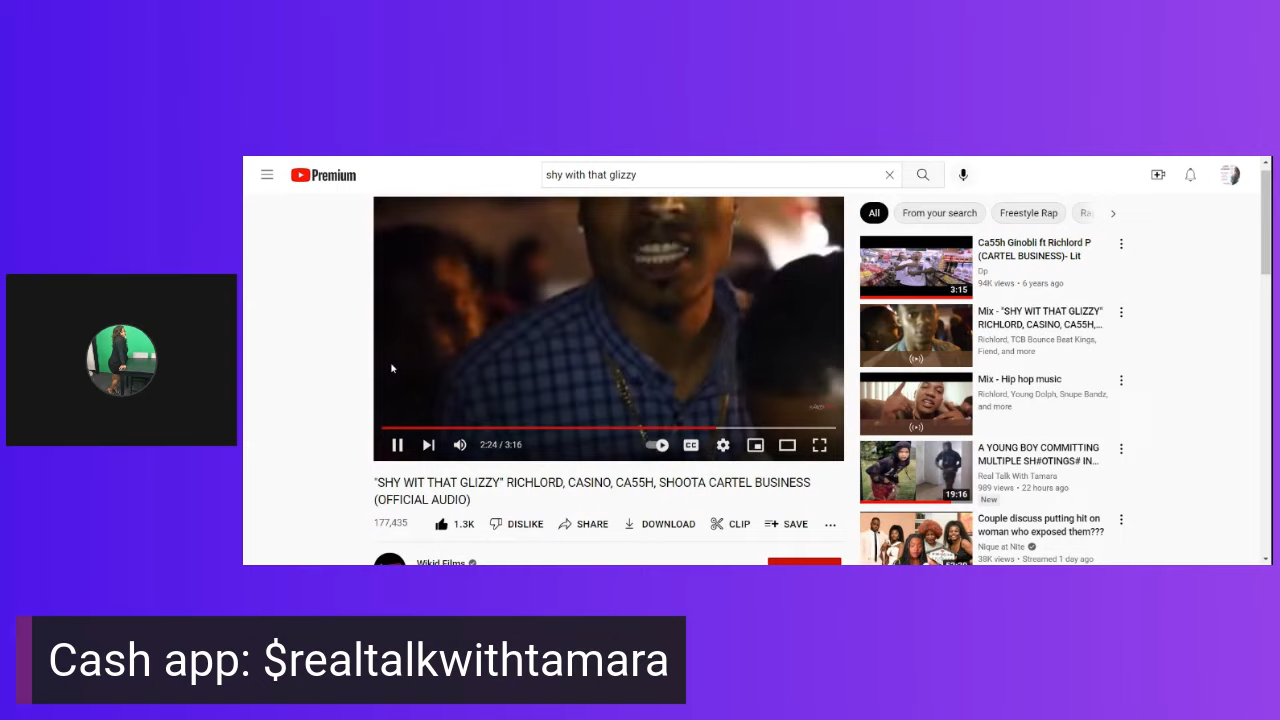 Premium
shy with that glizzy
All
From your search
Freestyle Rap
2:24 / 3:16
"SHY WIT THAT GLIZZY" RICHLORD, CASINO, CA55H, SHOOTA CARTEL BUSINESS
(OFFICIAL AUDIO)
177,435
1.3K
DISLIKE
SHARE
DOWNLOAD
CLIP
SAVE
Wikid Films
Ca55h Ginobli ft Richlord P
(CARTEL BUSINESS)- Lit
Dp
94K views • 6 years ago
3:15
Mix - "SHY WIT THAT GLIZZY"
RICHLORD, CASINO, CA55H,...
Richlord, TCB Bounce Beat Kings,
Fiend, and more
Mix - Hip hop music
Richlord, Young Dolph, Snupe Bandz,
and more
A YOUNG BOY COMMITTING
MULTIPLE SH#OTINGS# IN...
Real Talk With Tamara
989 views • 22 hours ago
New
19:16
Couple discuss putting hit on
woman who exposed them???
Nique at Nite
38K views • Streamed 1 day ago
Cash app: $realtalkwithtamara